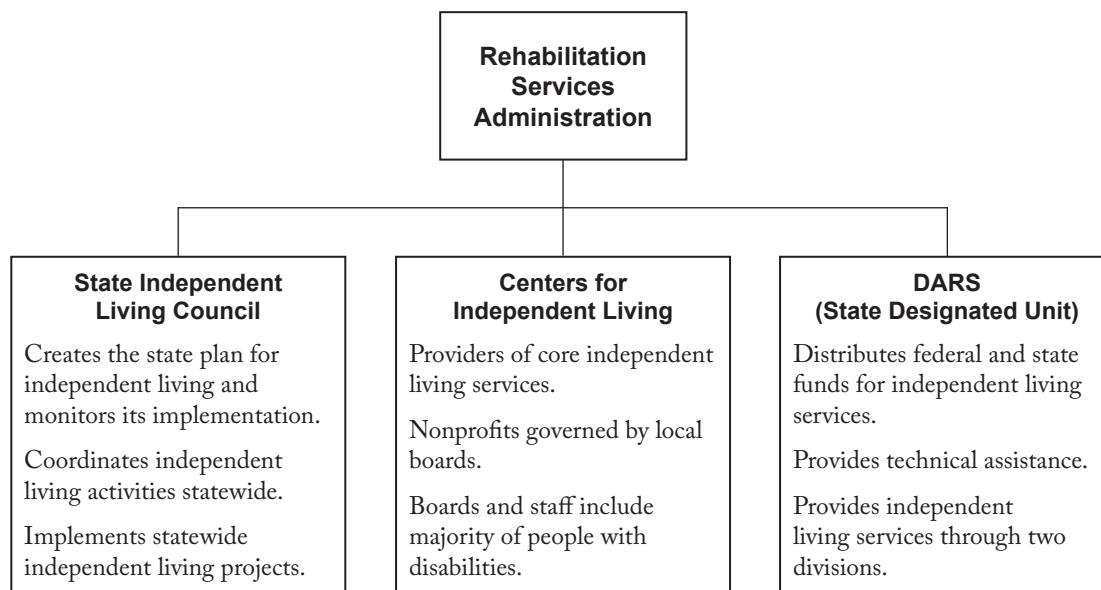 Rehabilitation
Services
Administration
State Independent
Living Council
Creates the state plan for
independent living and
monitors its implementation.
Coordinates independent
living activities statewide.
Implements statewide
independent living projects.
Centers for
Independent Living
Providers of core independent
living services.
Nonprofits governed by local
boards.
Boards and staff include
majority of people with
disabilities.
DARS
(State Designated Unit)
Distributes federal and state
funds for independent living
services.
Provides technical assistance.
Provides independent
living services through two
divisions.